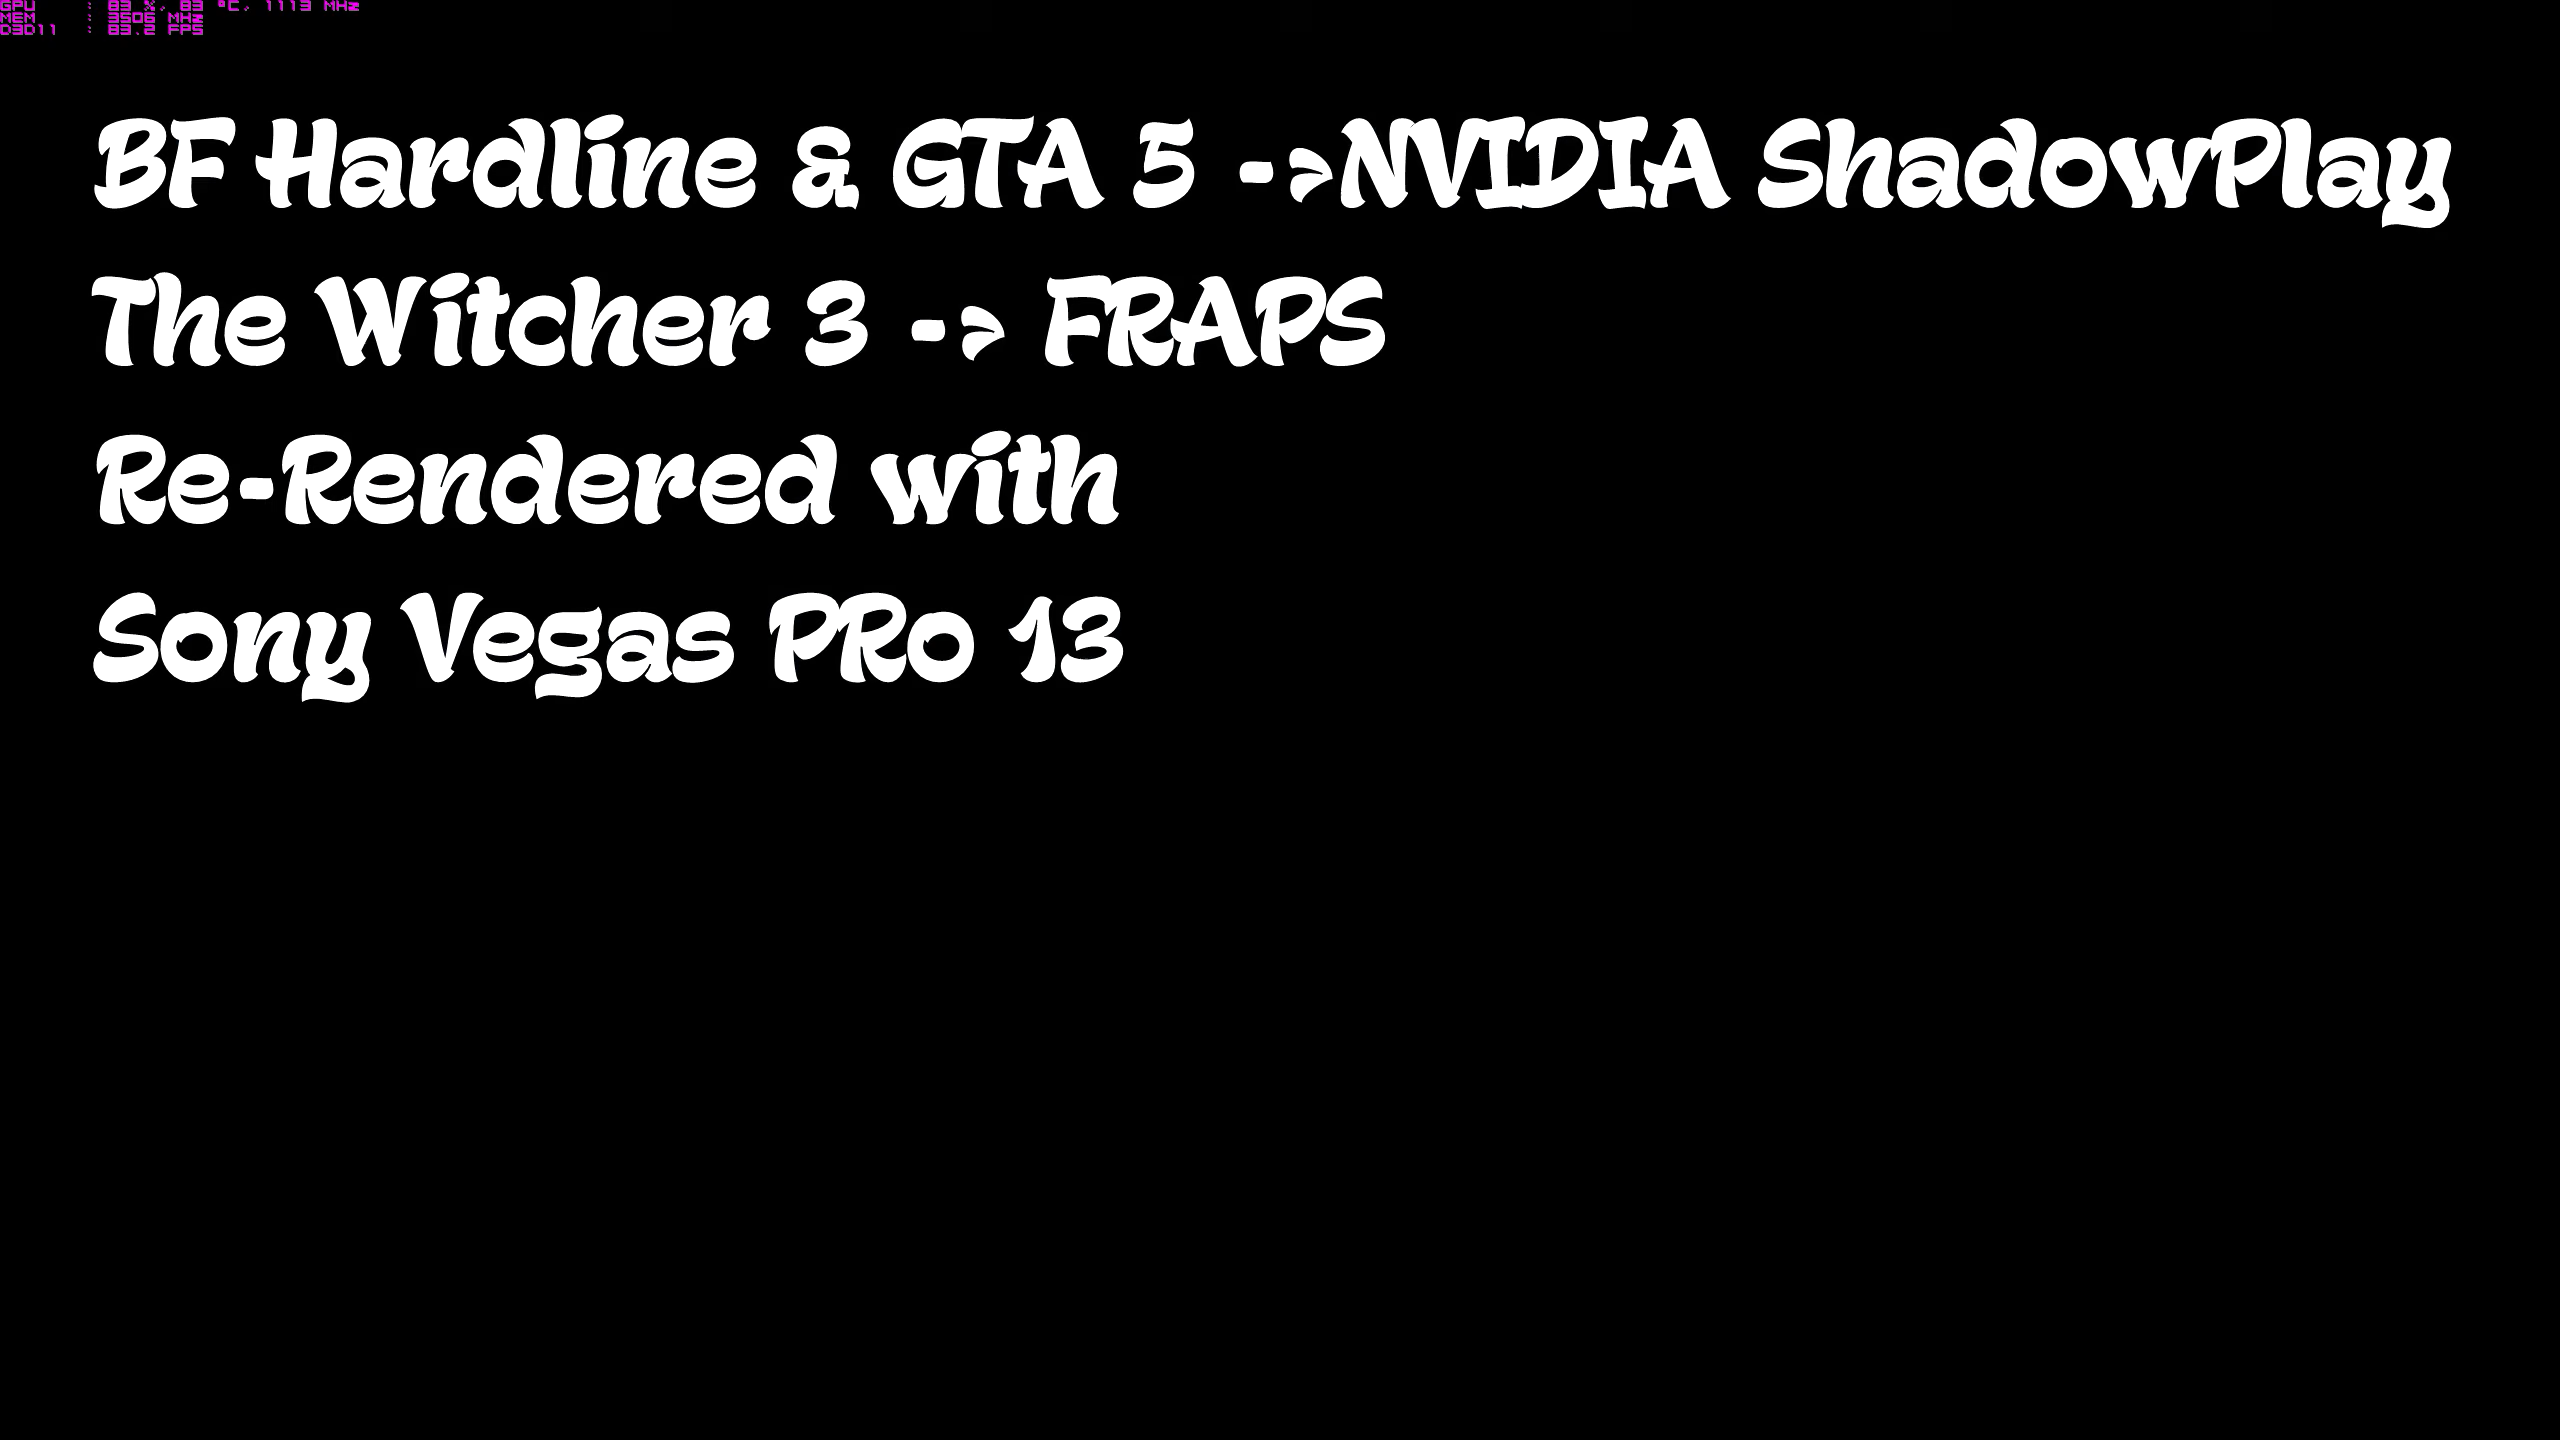 GPU : 83 %, 83 °C, 1113 MHz
MEM : 3506 MHz
D3D11 : 83.2 FPS
BF Hardline & GTA 5 ->NVIDIA ShadowPlay
The Witcher 3 -> FRAPS
Re-Rendered with
Sony Vegas PRo 13